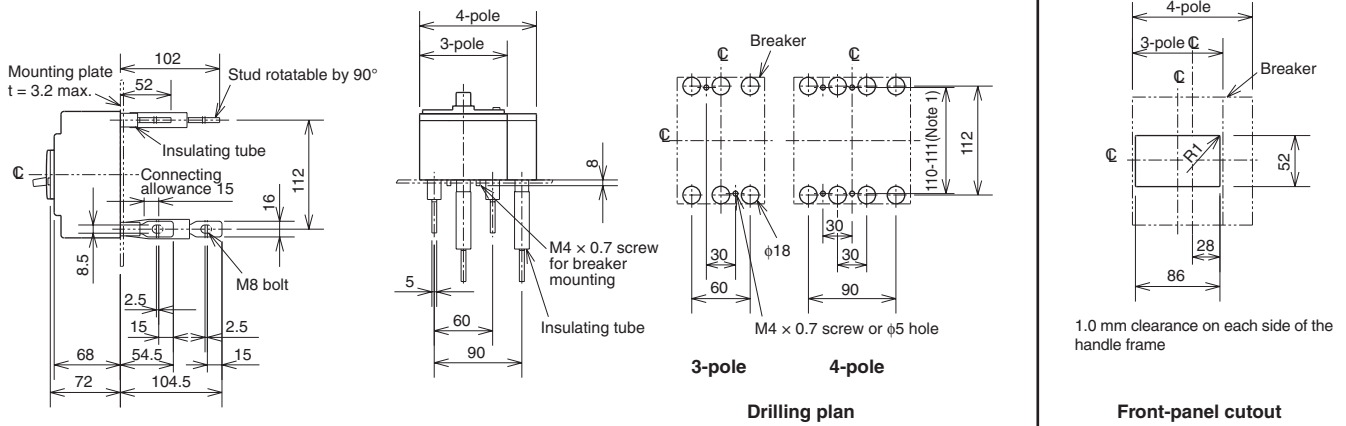 102
Mounting plate
t = 3.2 max.
52
Stud rotatable by 90°
Insulating tube
℄
Connecting
allowance 15
112
16
8.5
M8 bolt
2.5
15
2.5
68
54.5
15
72
104.5
4-pole
3-pole
8
M4 × 0.7 screw
for breaker
mounting
5
60
Insulating tube
90
Breaker
℄
℄
℄
110-111(Note 1)
112
30
φ18
30
30
60
90
M4 × 0.7 screw or φ5 hole
3-pole
4-pole
Drilling plan
4-pole
3-pole ℄
℄
Breaker
℄
R1
52
28
86
1.0 mm clearance on each side of the
handle frame
Front-panel cutout